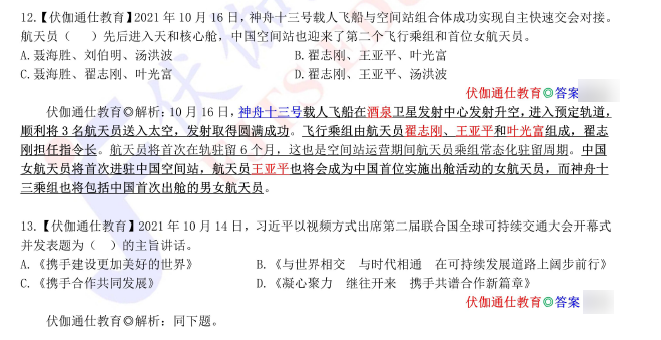 12.【伏伽通仕教育】2021 年 10 月 16 日，神舟十三号载人飞船与空间站组合体成功实现自主快速交会对接。
航天员（ ）先后进入天和核心舱，中国空间站也迎来了第二个飞行乘组和首位女航天员。
A.聂海胜、刘伯明、汤洪波 B.翟志刚、王亚平、叶光富
C.聂海胜、翟志刚、叶光富 D.翟志刚、王亚平、汤洪波
伏伽通仕教育◎答案
伏伽通仕教育◎解析：10 月 16 日，神舟十三号载人飞船在酒泉卫星发射中心发射升空，进入预定轨道，
顺利将 3 名航天员送入太空，发射取得圆满成功。飞行乘组由航天员翟志刚、王亚平和叶光富组成，翟志
刚担任指令长。航天员将首次在轨驻留 6 个月，这也是空间站运营期间航天员乘组常态化驻留周期。中国
女航天员将首次进驻中国空间站，航天员王亚平也将会成为中国首位实施出舱活动的女航天员，而神舟十
三乘组也将包括中国首次出舱的男女航天员。
13.【伏伽通仕教育】2021 年 10 月 14 日，习近平以视频方式出席第二届联合国全球可持续交通大会开幕式
并发表题为（ ）的主旨讲话。
A.《携手建设更加美好的世界》 B.《与世界相交 与时代相通 在可持续发展道路上阔步前行》
C.《携手合作共同发展》 D.《凝心聚力 继往开来 携手共谱合作新篇章》
伏伽通仕教育◎答案
伏伽通仕教育◎解析：同下题。